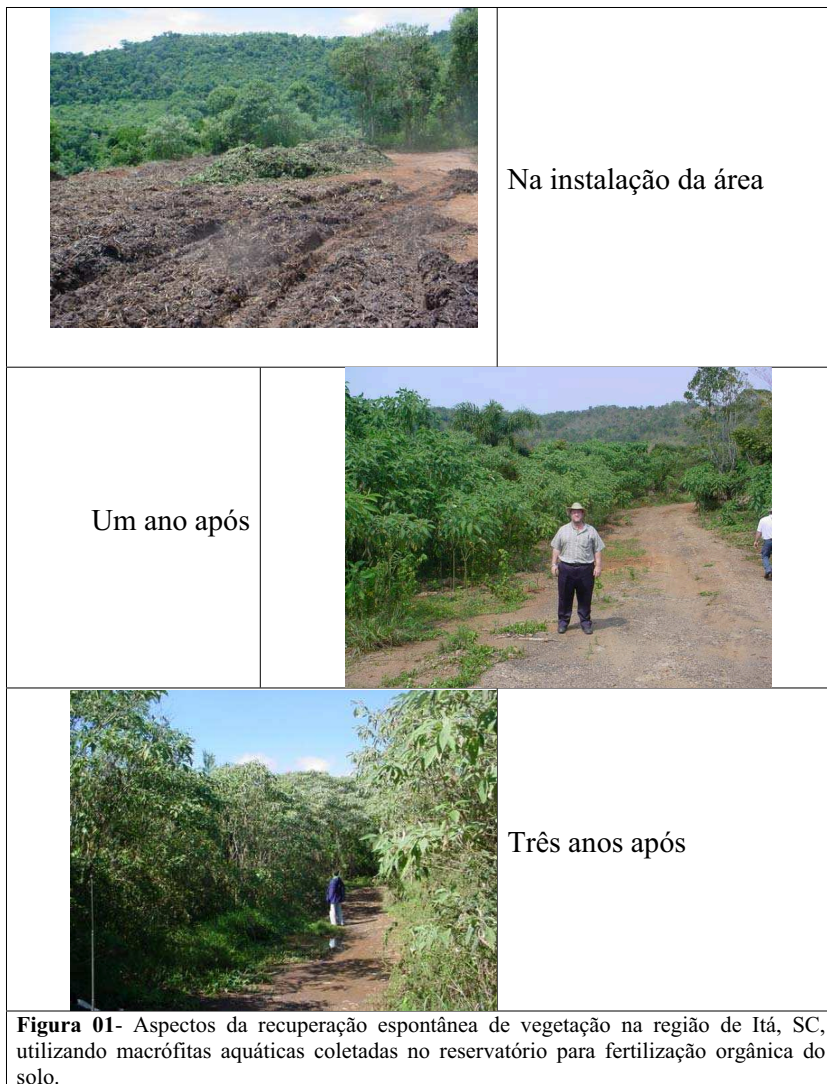 Na instalação da área
Um ano após
Três anos após
Figura 01- Aspectos da recuperação espontânea de vegetação na região de Itá, SC,
utilizando macrófitas aquáticas coletadas no reservatório para fertilização orgânica do
solo.